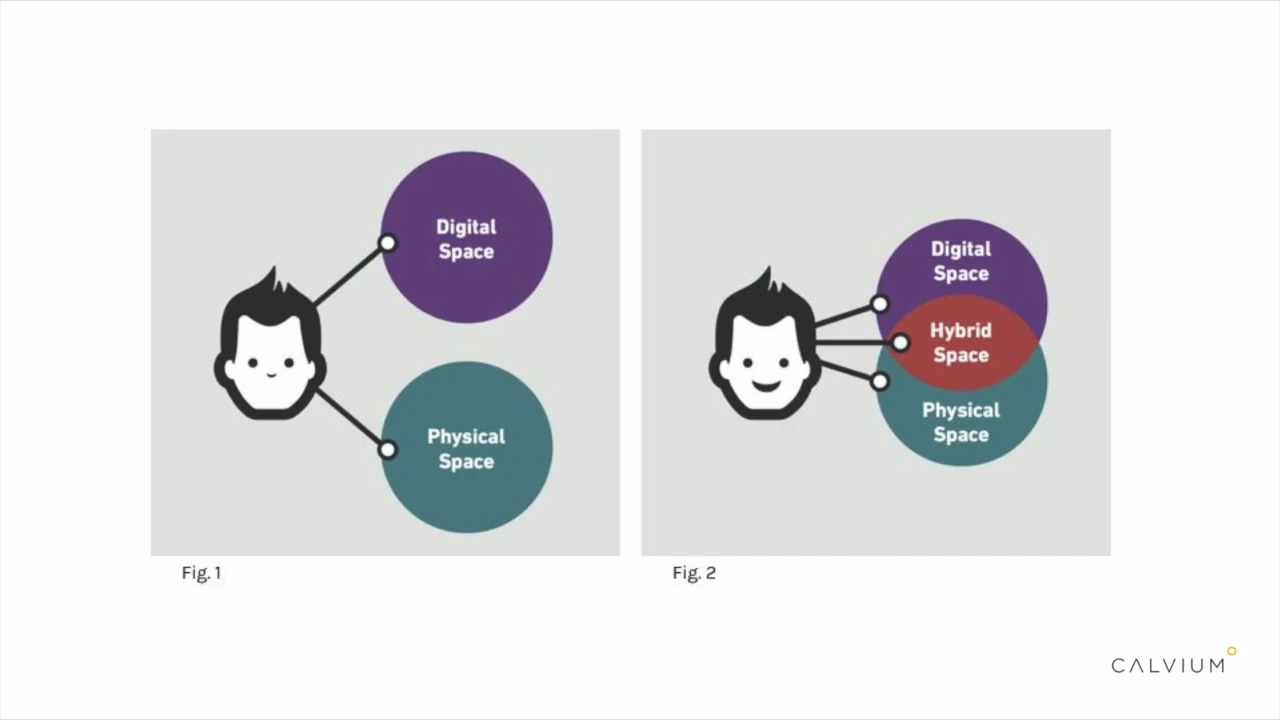 Digital
Space
Physical
Space
Fig. 1
Digital
Space
Hybrid
Space
Physical
Space
Fig. 2
CALVIUM